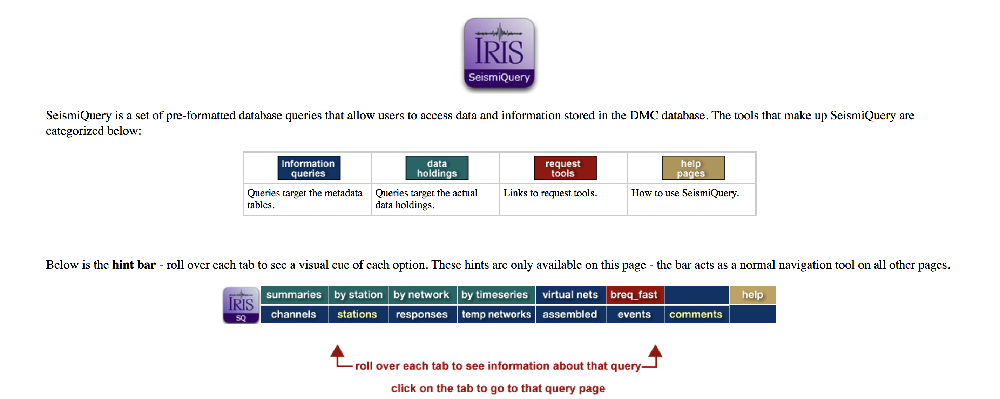 IRIS
SeismiQuery
SeismiQuery is a set of pre-formatted database queries that allow users to access data and information stored in the DMC database. The tools that make up SeismiQuery are
categorized below:
Information
queries
data
holdings
request
tools
help
pages
Queries target the metadata
tables.
Queries target the actual
data holdings.
Links to request tools.
How to use SeismiQuery.
Below is the hint bar - roll over each tab to see a visual cue of each option. These hints are only available on this page - the bar acts as a normal navigation tool on all other pages.
IRIS
SQ
summaries by station by network by timeseries virtual nets breq_fast help
channels stations responses temp networks assembled events comments
roll over each tab to see information about that query
click on the tab to go to that query page